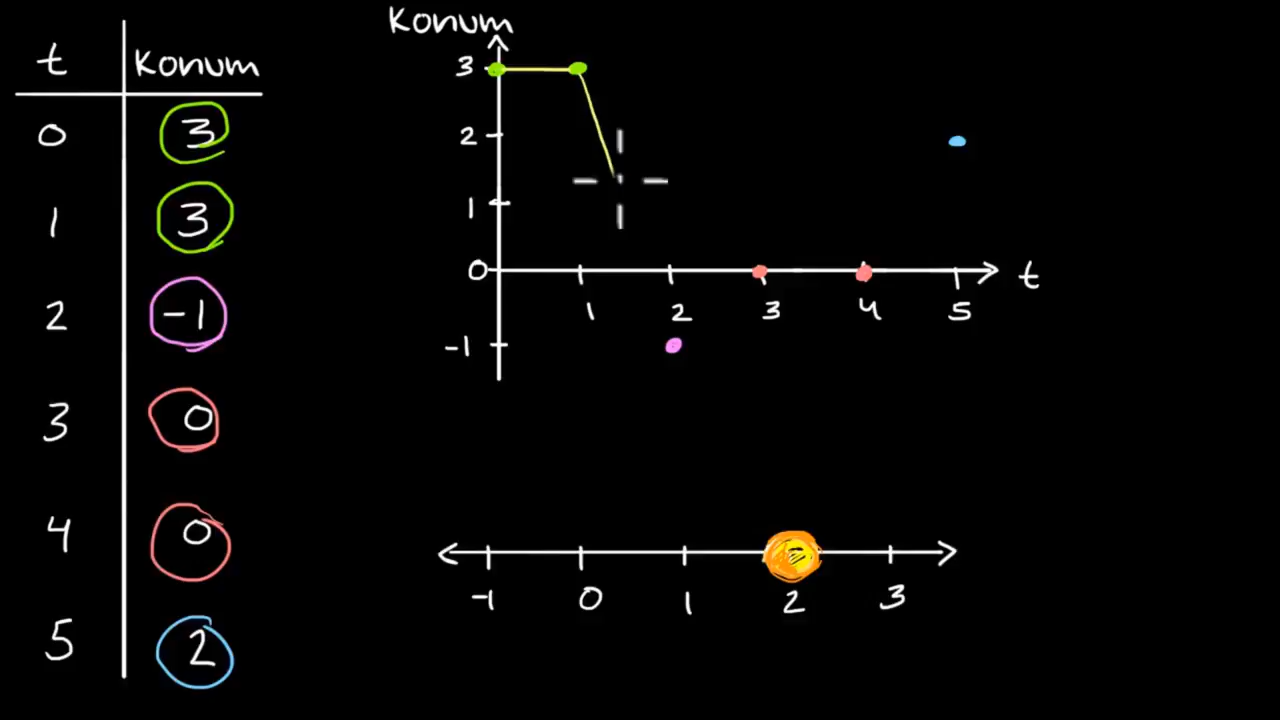 t Konum
0 3
1 3
2 -1
3 0
4 0
5 2
Konum
3
2
1
0
-1
1 2 3 4 5
t
-1 0 1 2 3